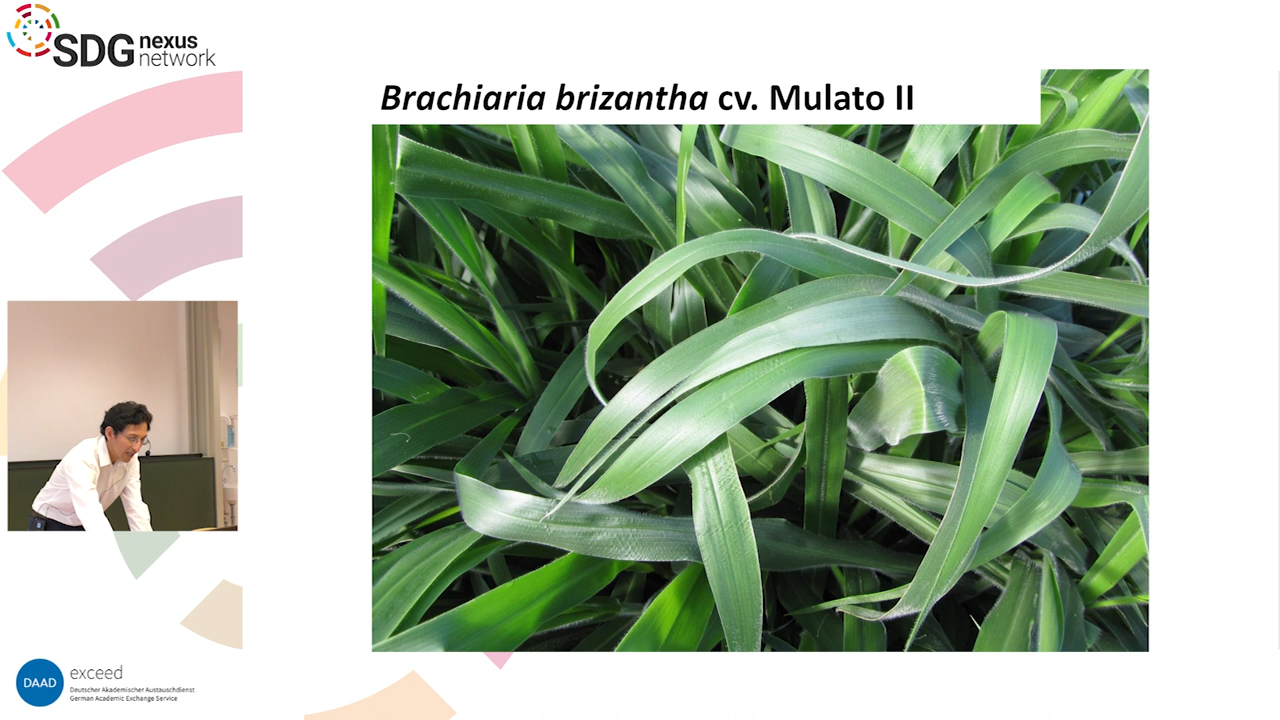 SDG nexus
network
Brachiaria brizantha cv. Mulato II
DAAD
exceed
Deutscher Akademischer Austauschdienst
German Academic Exchange Service